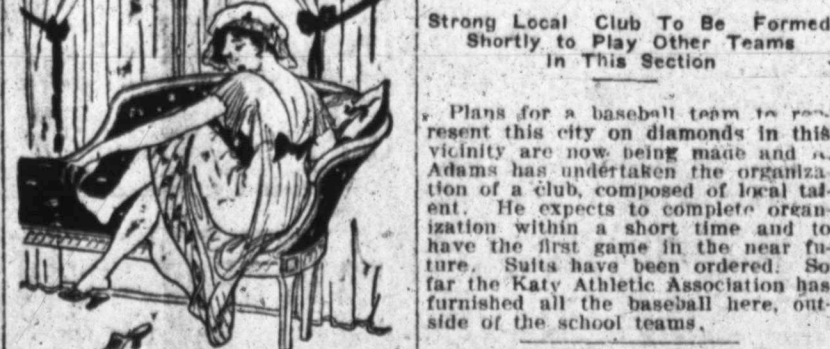 Strong Local Club To Be Formed
Shortly to Play Other Teams
In This Section
Plans for a baseball team to
resent this city on diamonds in this
vicinity are now being made and
Adams has undertaken the organiza
tion of a club, composed of local tal-
ent. He expects to complete organ-
ization within a short time and to
have the first game in the near fu-
ture. Suits have been ordered. So
far the Katy Athletic Association has
furnished all the baseball here, out-
side of the school teams.